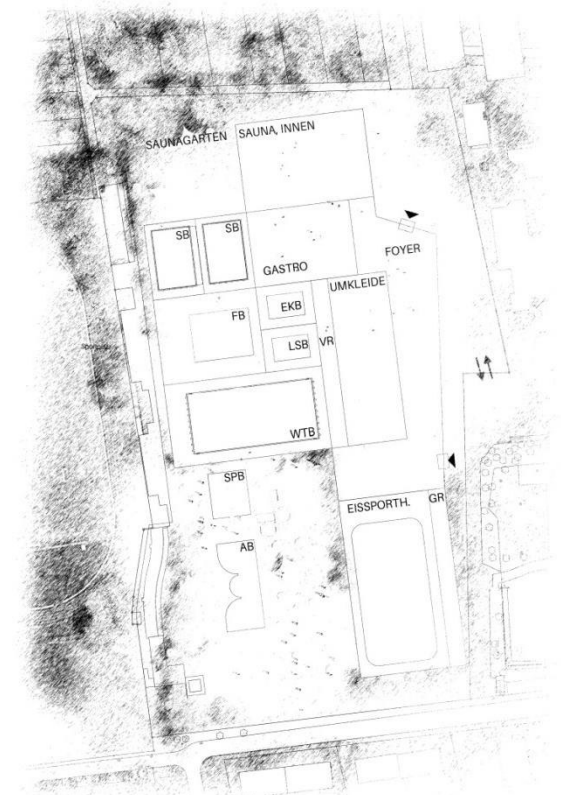 SAUNAGARTEN
SAUNA, INNEN
SB
SB
GASTRO
FOYER
UMKLEIDE
FB
EKB
LSB
VR
WTB
SPB
AB
EISSPORTH.
GR